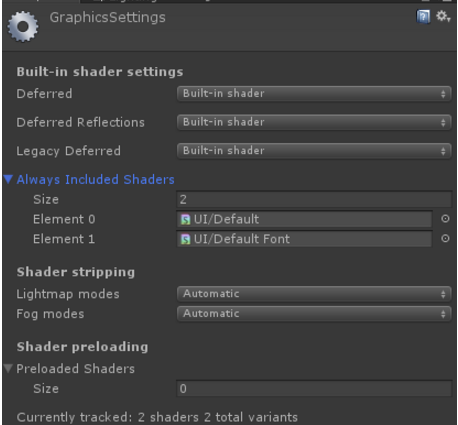 GraphicsSettings
Built-in shader settings
Deferred Built-in shader
Deferred Reflections Built-in shader
Legacy Deferred Built-in shader
Always Included Shaders
Size 2
Element 0 UI/Default
Element 1 UI/Default Font
Shader stripping
Lightmap modes Automatic
Fog modes Automatic
Shader preloading
Preloaded Shaders
Size 0
Currently tracked: 2 shaders 2 total variants